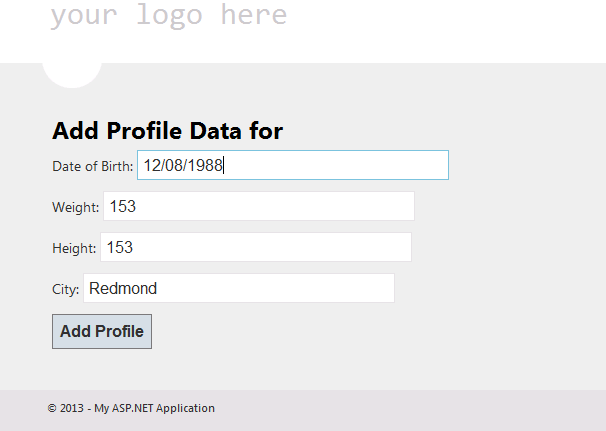 your logo here
Add Profile Data for
Date of Birth: 12/08/1988
Weight: 153
Height: 153
City: Redmond
Add Profile
© 2013 - My ASP.NET Application